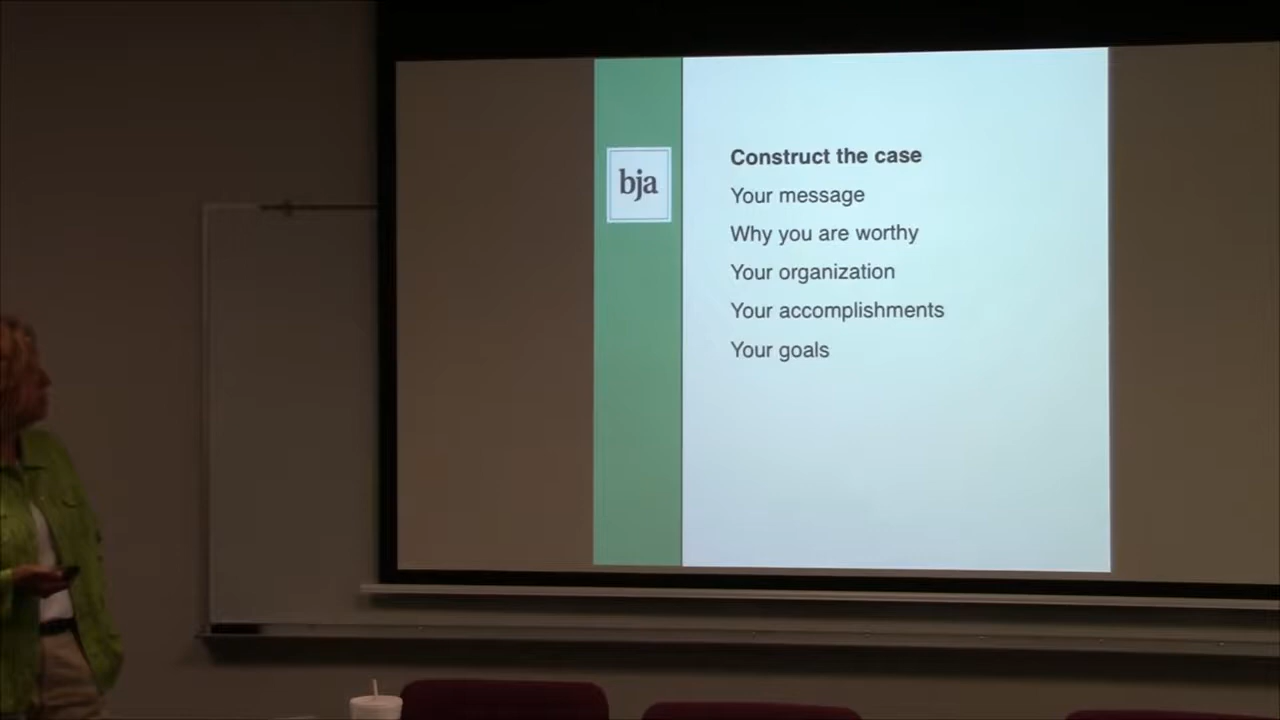 bja
Construct the case
Your message
Why you are worthy
Your organization
Your accomplishments
Your goals